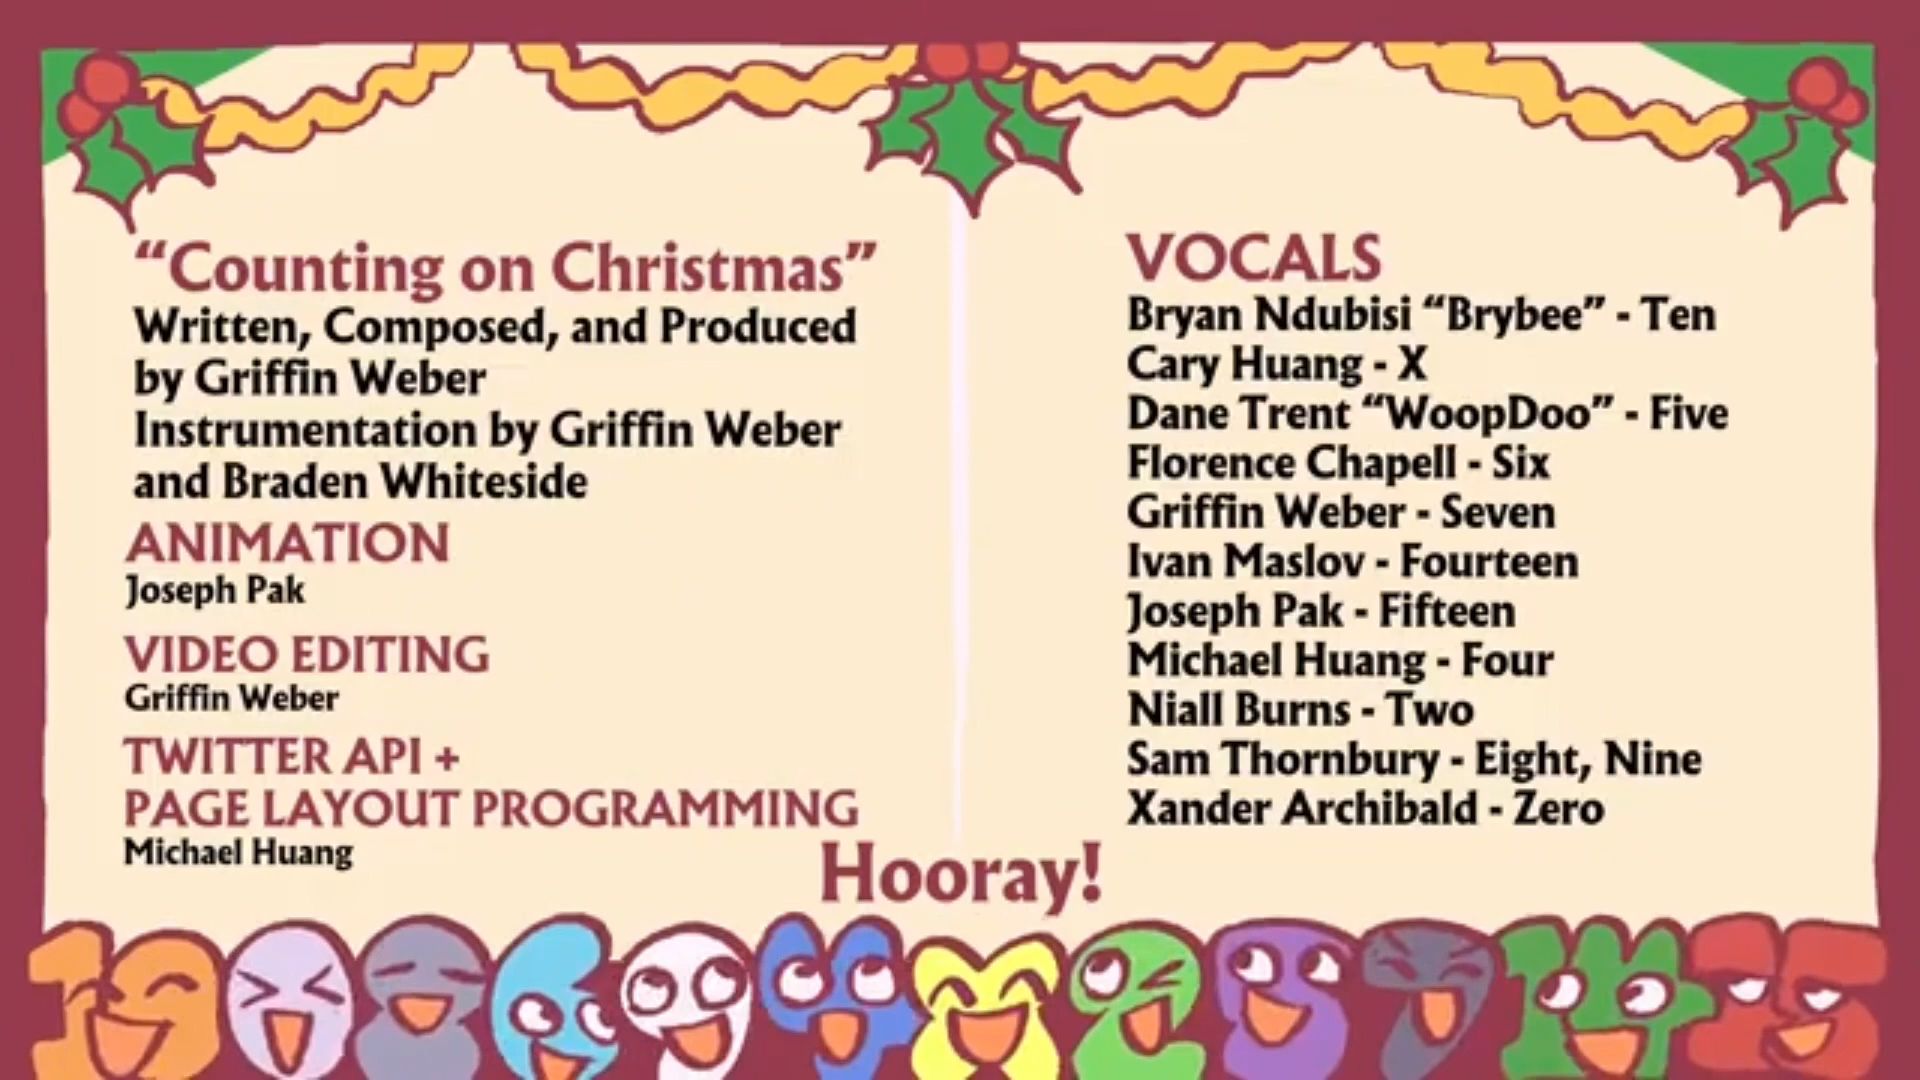 “Counting on Christmas”
Written, Composed, and Produced
by Griffin Weber
Instrumentation by Griffin Weber
and Braden Whiteside
ANIMATION
Joseph Pak
VIDEO EDITING
Griffin Weber
TWITTER API +
PAGE LAYOUT PROGRAMMING
Michael Huang
VOCALS
Bryan Ndubisi “Brybee” - Ten
Cary Huang - X
Dane Trent “WoopDoo” - Five
Florence Chapell - Six
Griffin Weber - Seven
Ivan Maslov - Fourteen
Joseph Pak - Fifteen
Michael Huang - Four
Niall Burns - Two
Sam Thornbury - Eight, Nine
Xander Archibald - Zero
Hooray!